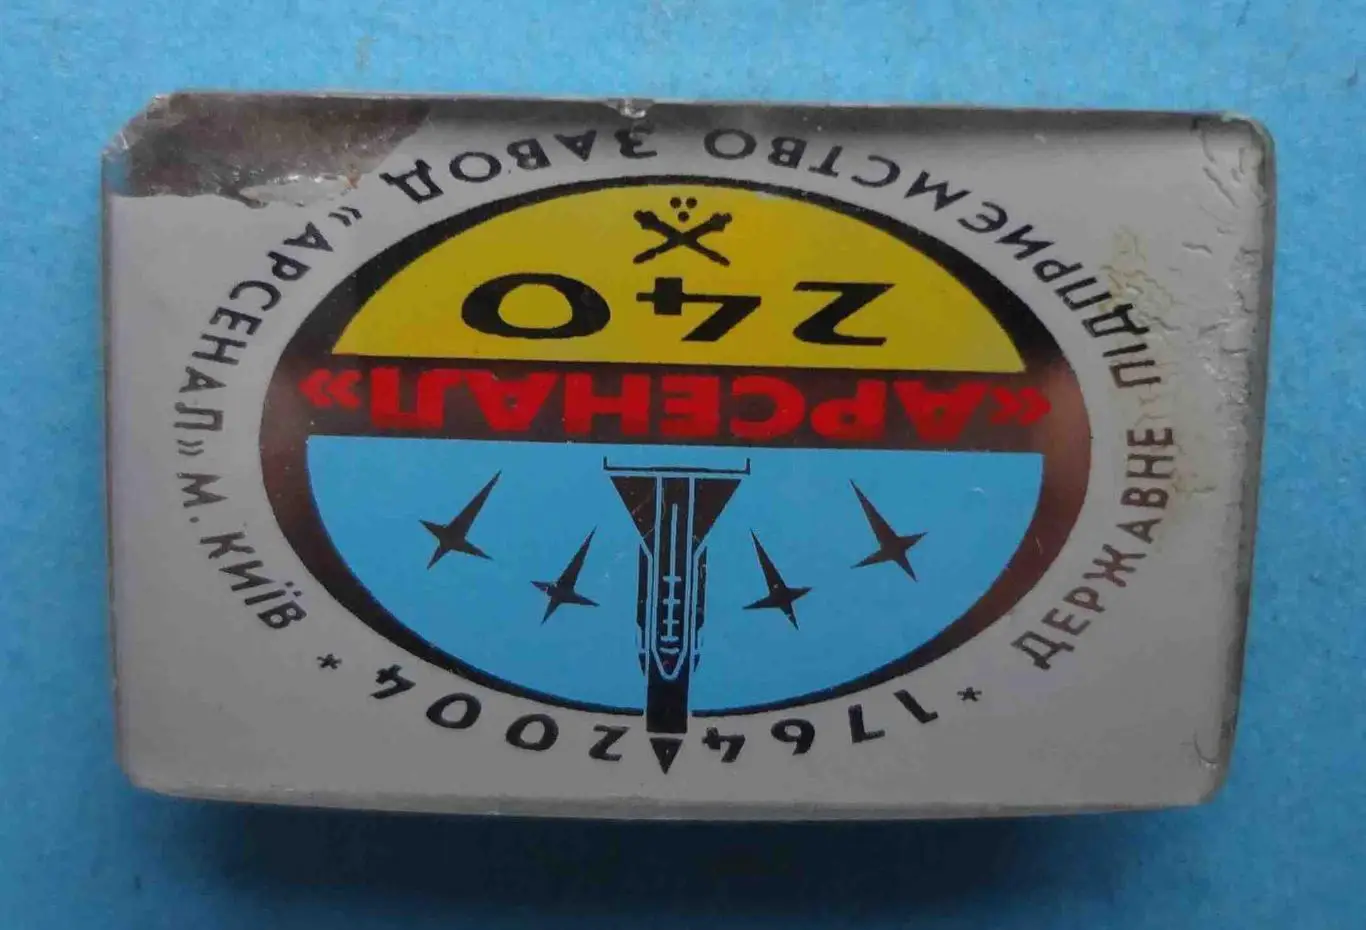 ДЕРЖАВНЕ ПІДПРИЄМСТВО ЗАВОД "АРСЕНАЛ" м. КИЇВ
* 1764 2004 *
«АРСЕНАЛ»
240